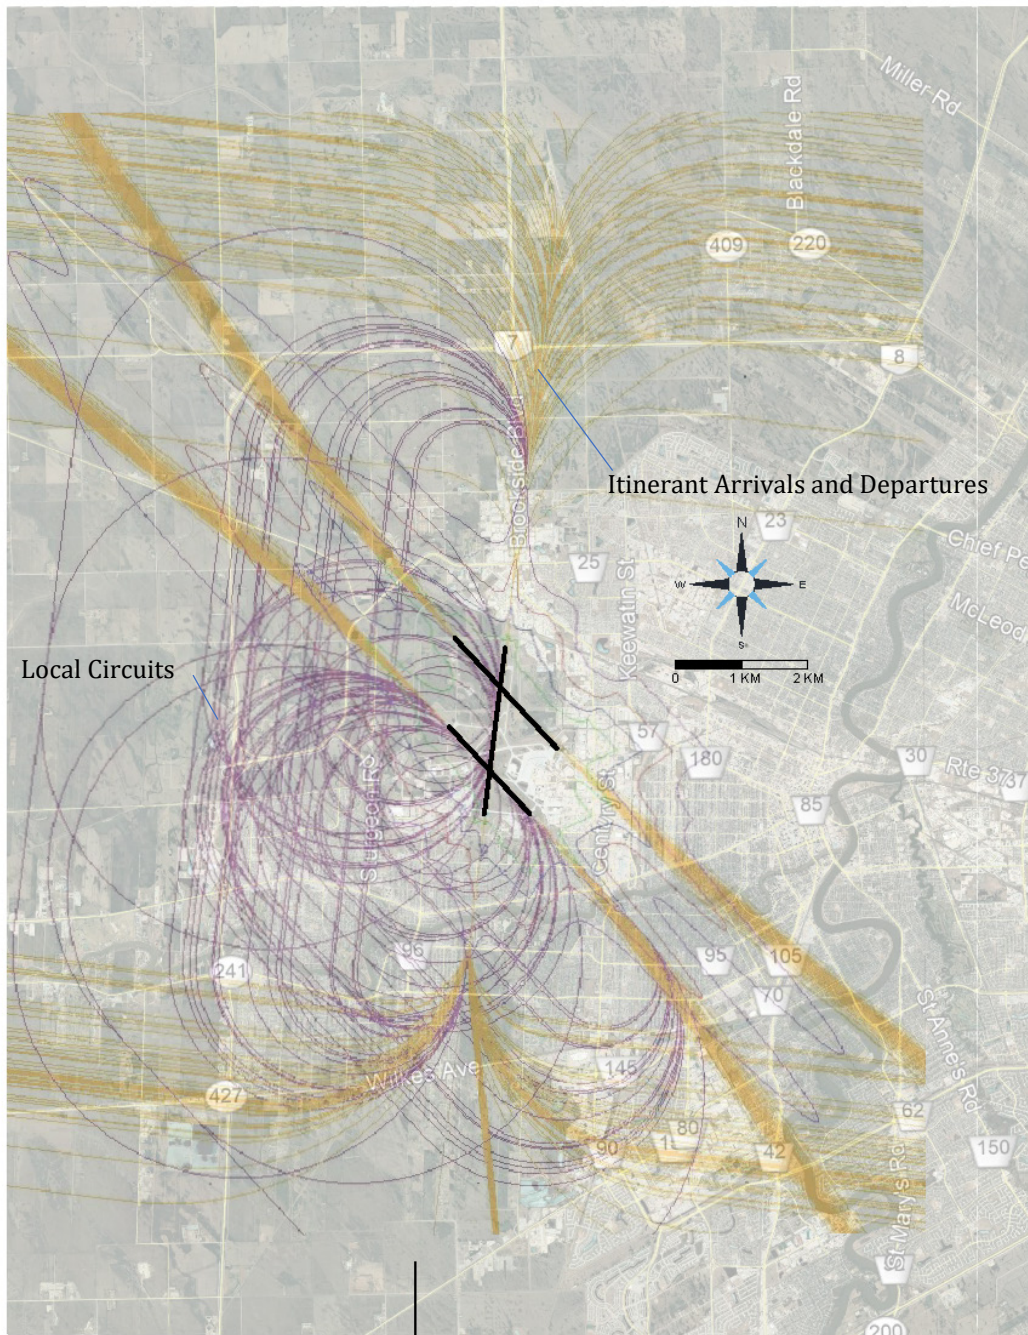 Miller Rd
Blackdale Rd
409
220
7
8
Brookside Blvd
Itinerant Arrivals and Departures
N
W
E
S
23
25
Keewatin St
Chief Pe
McLeod
0 1 KM 2 KM
Local Circuits
57
180
30
Rte 37
37
85
Century St
Sturgeon Rd
96
95
105
241
70
St Annes Rd
Wilkes Ave
145
427
62
80
90
42
150
St Mary's Rd
200